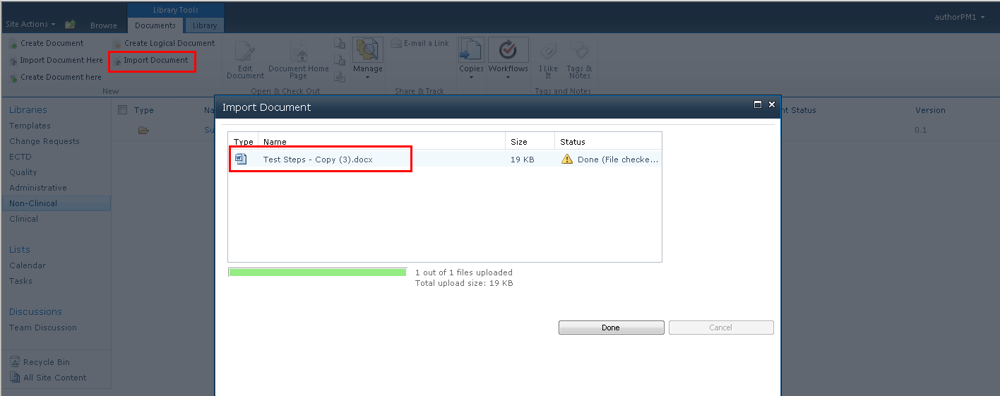 Library Tools
authorPM1
Site Actions
Browse
Documents
Library
Create Document
Create Logical Document
Import Document Here
Import Document
Create Document here
New
Edit Document
Document Home Page
Open & Check Out
Manage
E-mail a Link
Share & Track
Copies
Workflows
I Like It
Tags & Notes
Tags and Notes
Libraries
Templates
Change Requests
ECTD
Quality
Administrative
Non-Clinical
Clinical
Lists
Calendar
Tasks
Discussions
Team Discussion
Recycle Bin
All Site Content
Type
Na
nt Status
Version
Su
0.1
Import Document
Type Name Size Status
Test Steps - Copy (3).docx 19 KB Done (File checke...
1 out of 1 files uploaded
Total upload size: 19 KB
Done
Cancel